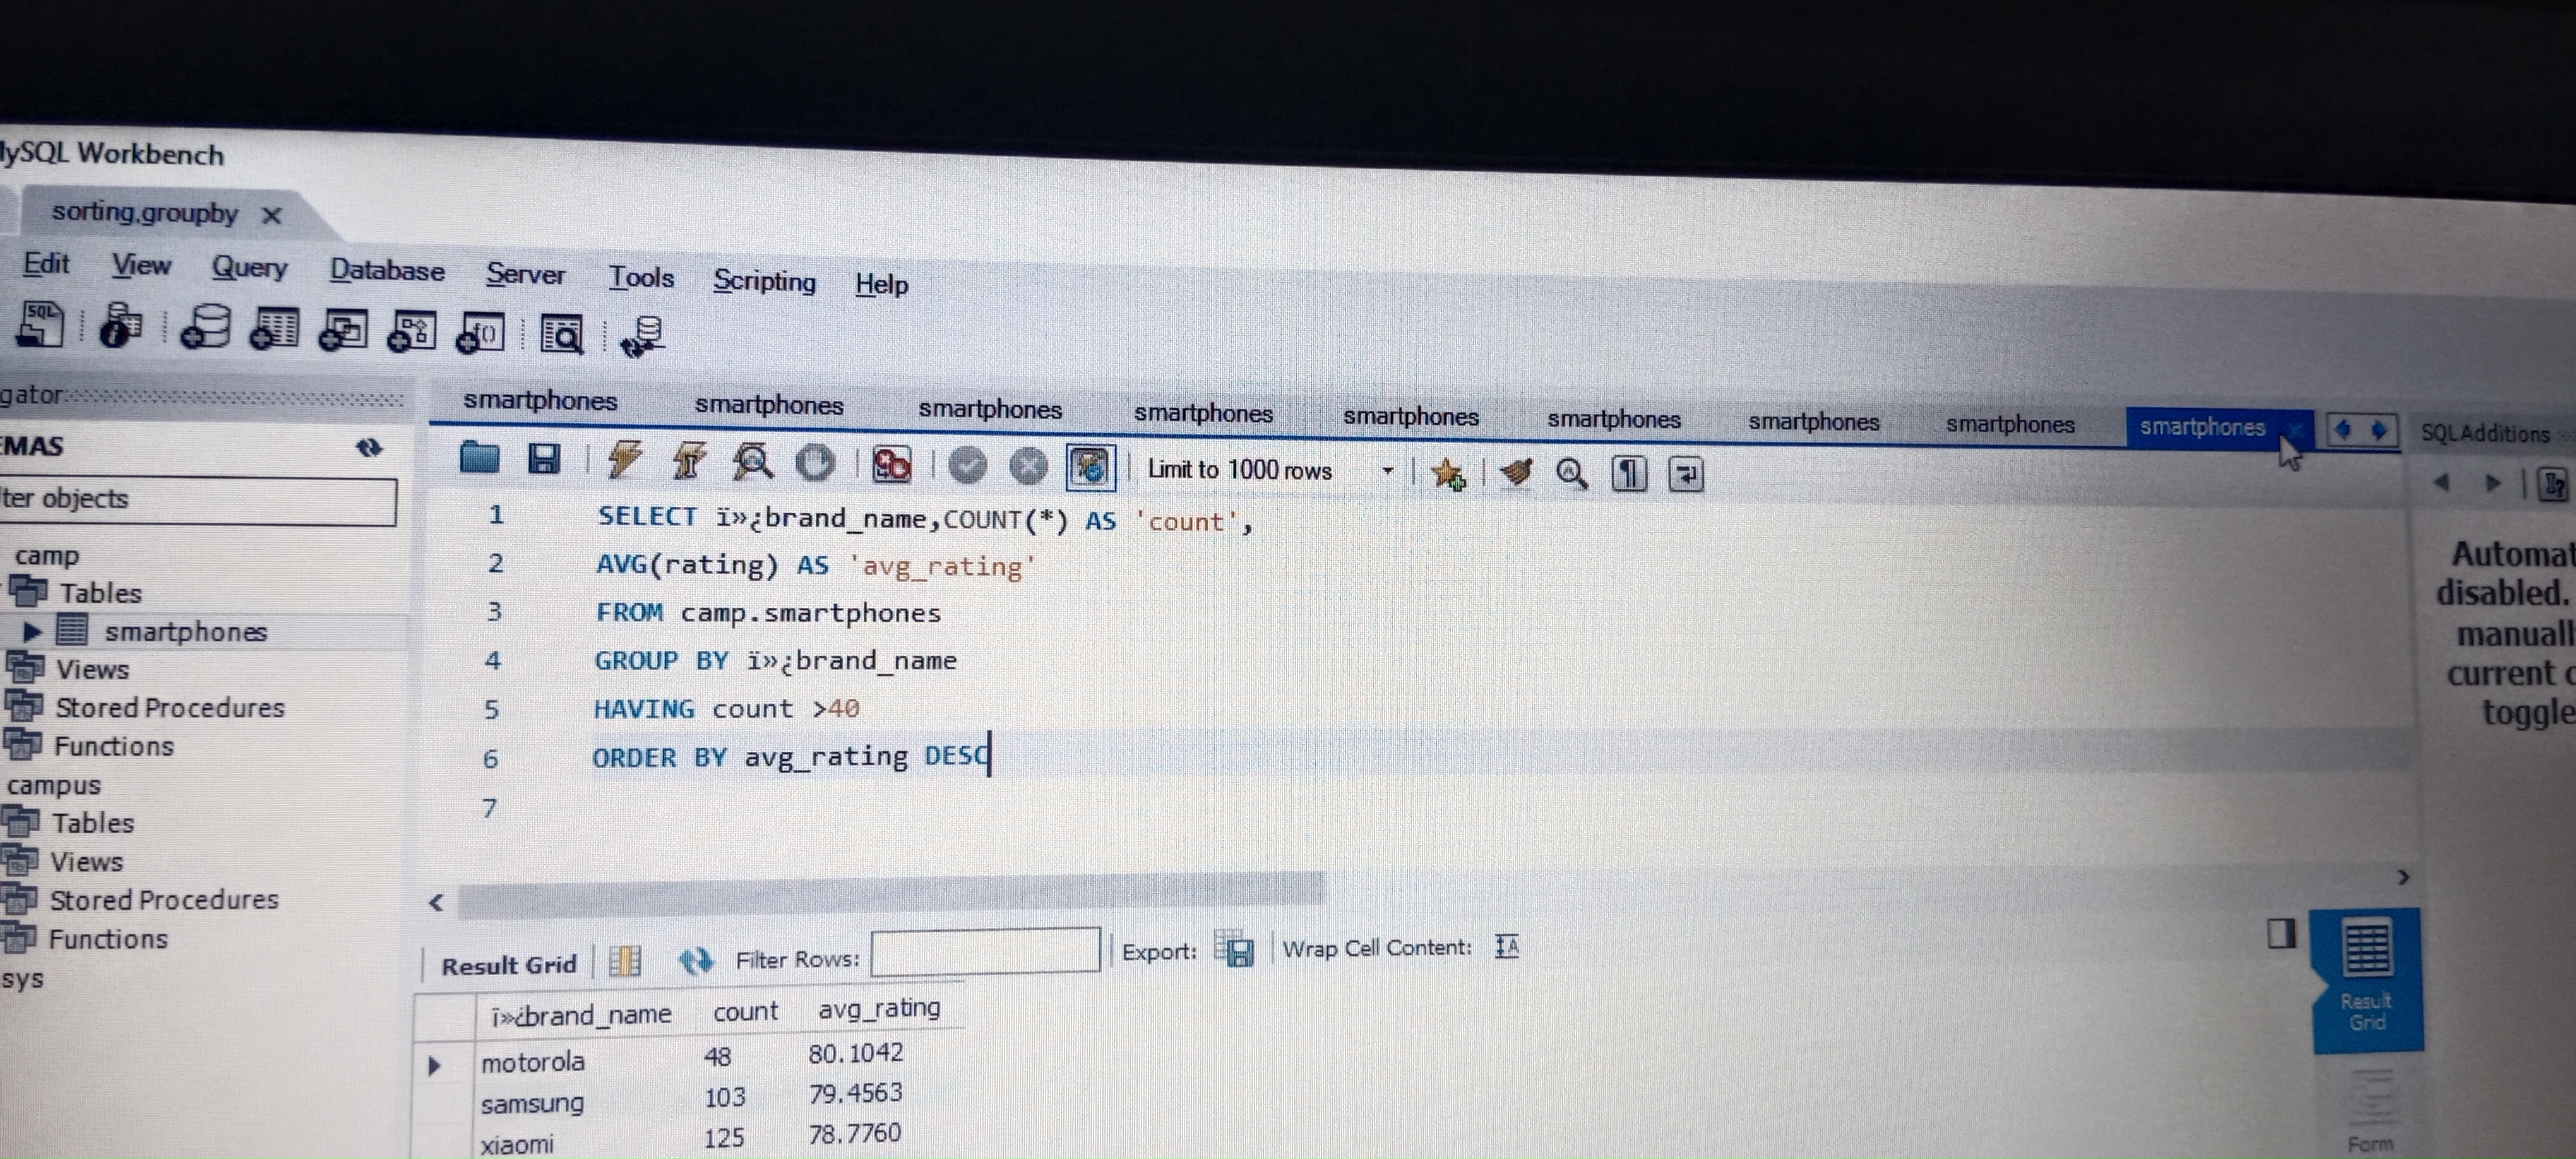 MySQL Workbench
sorting,groupby
Edit View Query Database Server Tools Scripting Help
SQL
smartphones smartphones smartphones smartphones smartphones smartphones smartphones smartphones smartphones
SQLAdditions
gator
EMAS
ter objects
camp
Tables
smartphones
Views
Stored Procedures
Functions
campus
Tables
Views
Stored Procedures
Functions
sys
Limit to 1000 rows
1 SELECT ï»¿brand_name,COUNT(*) AS 'count',
2 AVG(rating) AS 'avg_rating'
3 FROM camp.smartphones
4 GROUP BY ï»¿brand_name
5 HAVING count >40
6 ORDER BY avg_rating DESC
7
Automat
disabled.
manuall
current c
toggle
Result Grid Filter Rows: Export: Wrap Cell Content:
ï»¿brand_name count avg_rating
motorola 48 80.1042
samsung 103 79.4563
xiaomi 125 78.7760
Result
Grid
Form